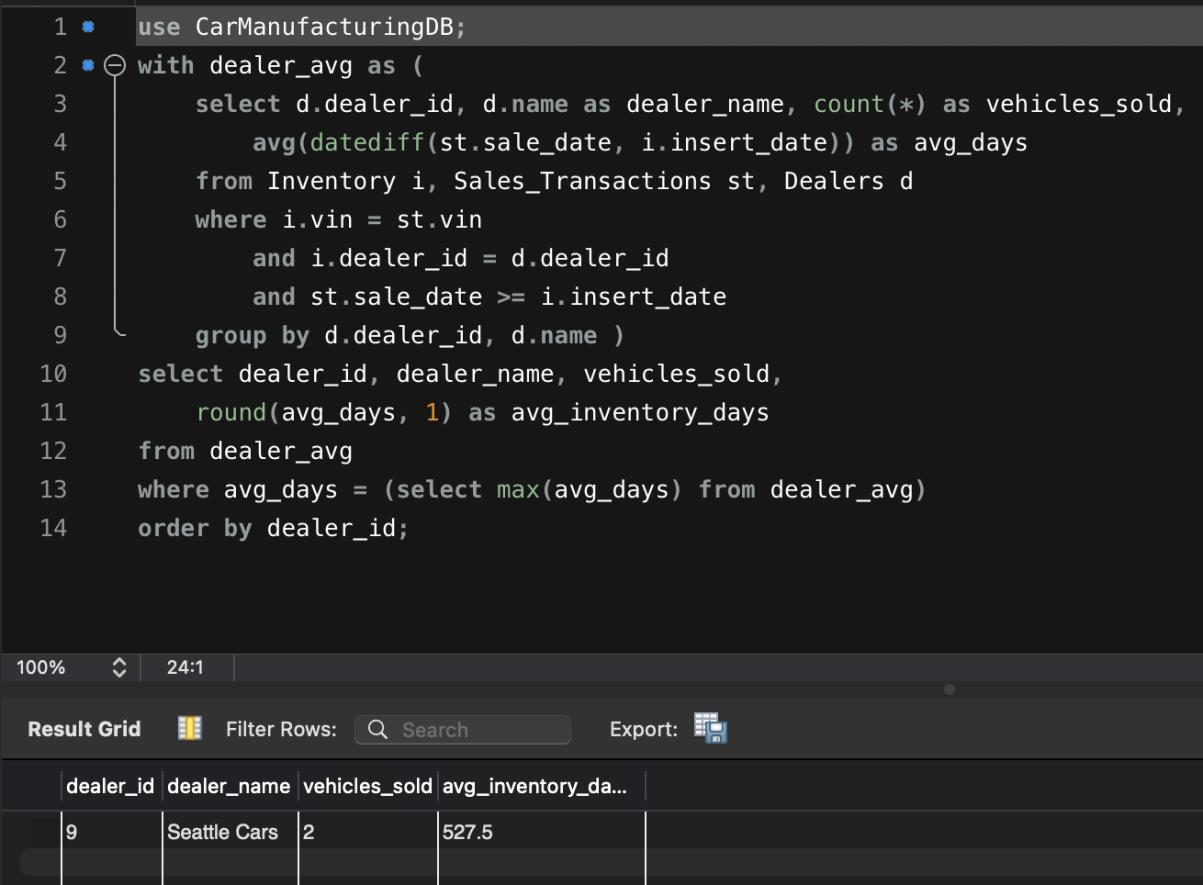 1 use CarManufacturingDB;
2 with dealer_avg as (
3 select d.dealer_id, d.name as dealer_name, count(*) as vehicles_sold,
4 avg(datediff(st.sale_date, i.insert_date)) as avg_days
5 from Inventory i, Sales_Transactions st, Dealers d
6 where i.vin = st.vin
7 and i.dealer_id = d.dealer_id
8 and st.sale_date >= i.insert_date
9 group by d.dealer_id, d.name )
10 select dealer_id, dealer_name, vehicles_sold,
11 round(avg_days, 1) as avg_inventory_days
12 from dealer_avg
13 where avg_days = (select max(avg_days) from dealer_avg)
14 order by dealer_id;
100% 24:1
Result Grid Filter Rows: Search Export:
dealer_id dealer_name vehicles_sold avg_inventory_da...
9 Seattle Cars 2 527.5